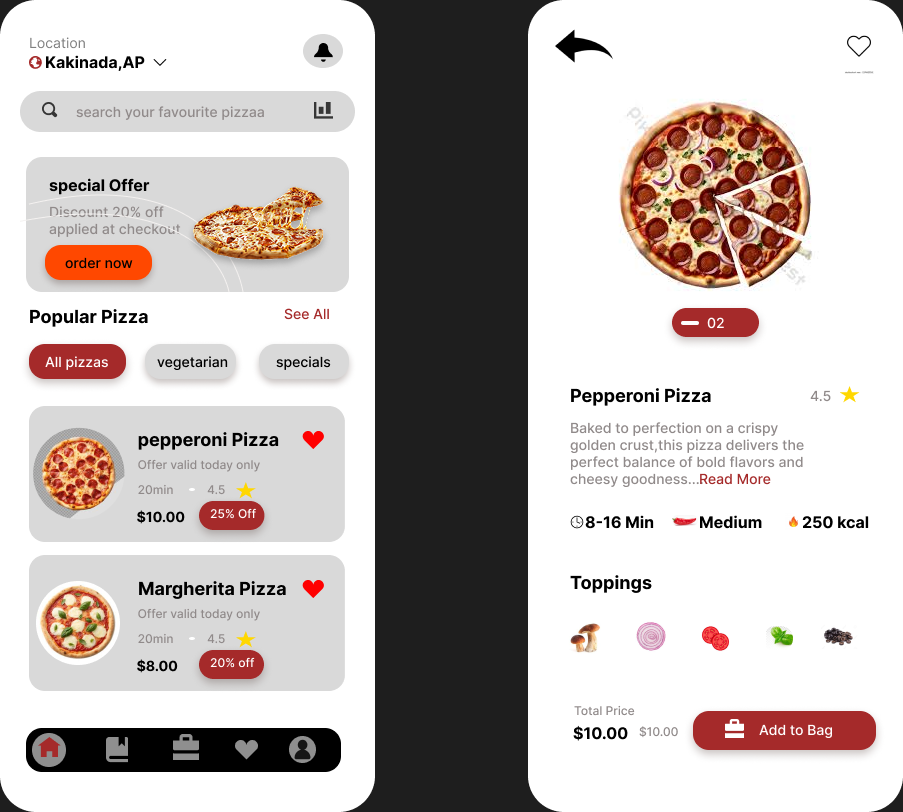 Location
Kakinada,AP
search your favourite pizzaa
special Offer
Discount 20% off
applied at checkout
order now
Popular Pizza
See All
All pizzas
vegetarian
specials
pepperoni Pizza
Offer valid today only
20min
4.5
$10.00
25% Off
Margherita Pizza
Offer valid today only
20min
4.5
$8.00
20% off
02
Pepperoni Pizza
4.5
Baked to perfection on a crispy
golden crust,this pizza delivers the
perfect balance of bold flavors and
cheesy goodness...Read More
8-16 Min
Medium
250 kcal
Toppings
Total Price
$10.00
$10.00
Add to Bag